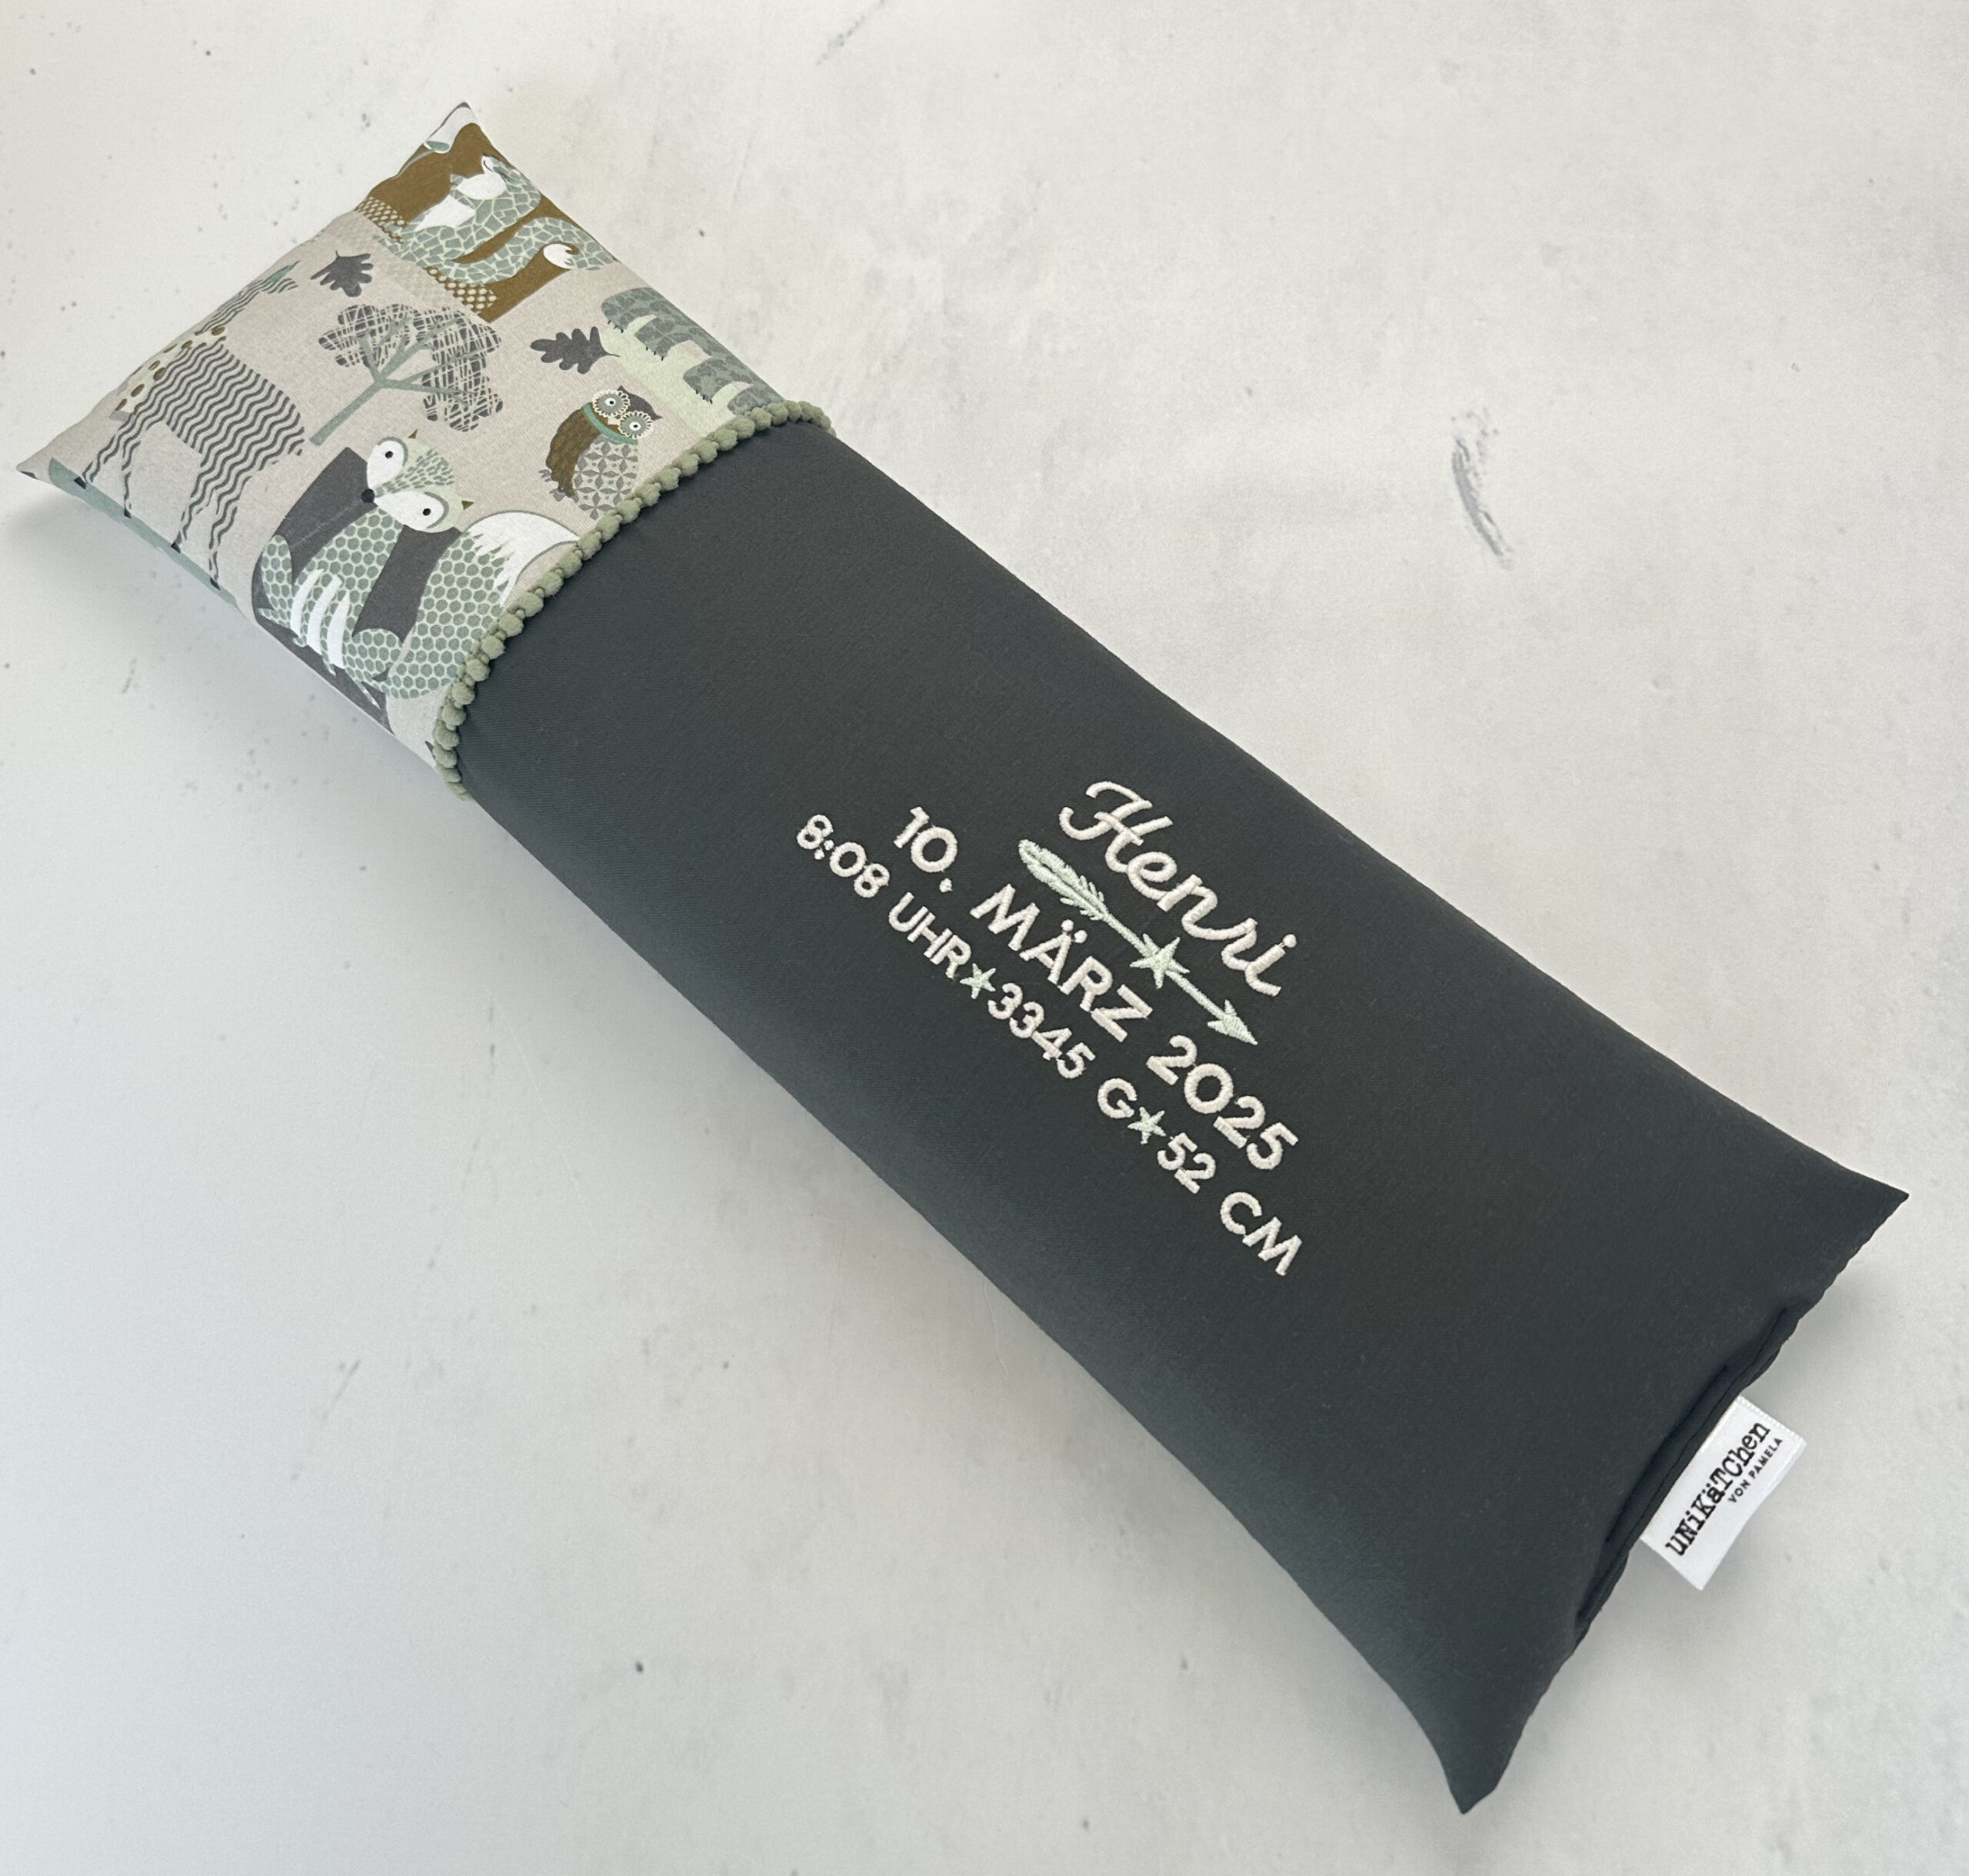 Henri
10. MÄRZ 2025
8:08 UHR★3345 G★52 CM
uNiKäTChen
VON PAMELA